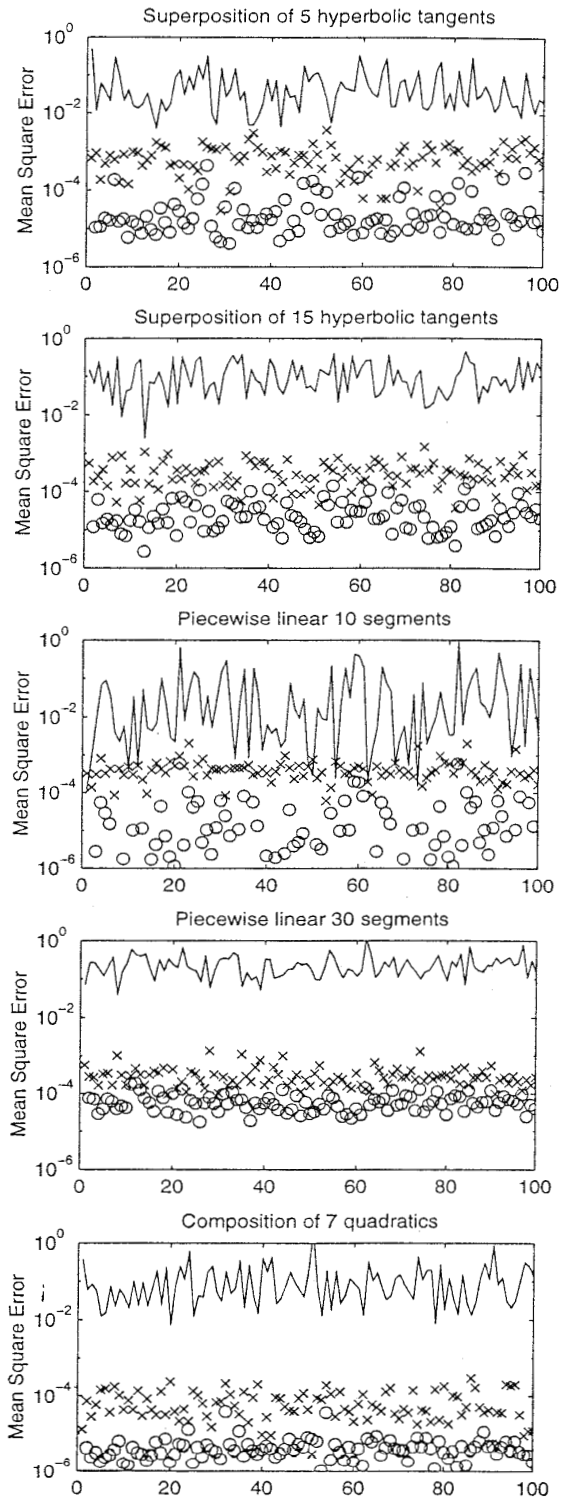 Superposition of 5 hyperbolic tangents
10^0
10^-2
10^-4
10^-6
Mean Square Error
0 20 40 60 80 100
Superposition of 15 hyperbolic tangents
10^0
10^-2
10^-4
10^-6
Mean Square Error
0 20 40 60 80 100
Piecewise linear 10 segments
10^0
10^-2
10^-4
10^-6
Mean Square Error
0 20 40 60 80 100
Piecewise linear 30 segments
10^0
10^-2
10^-4
10^-6
Mean Square Error
0 20 40 60 80 100
Composition of 7 quadratics
10^0
10^-2
10^-4
10^-6
Mean Square Error
0 20 40 60 80 100